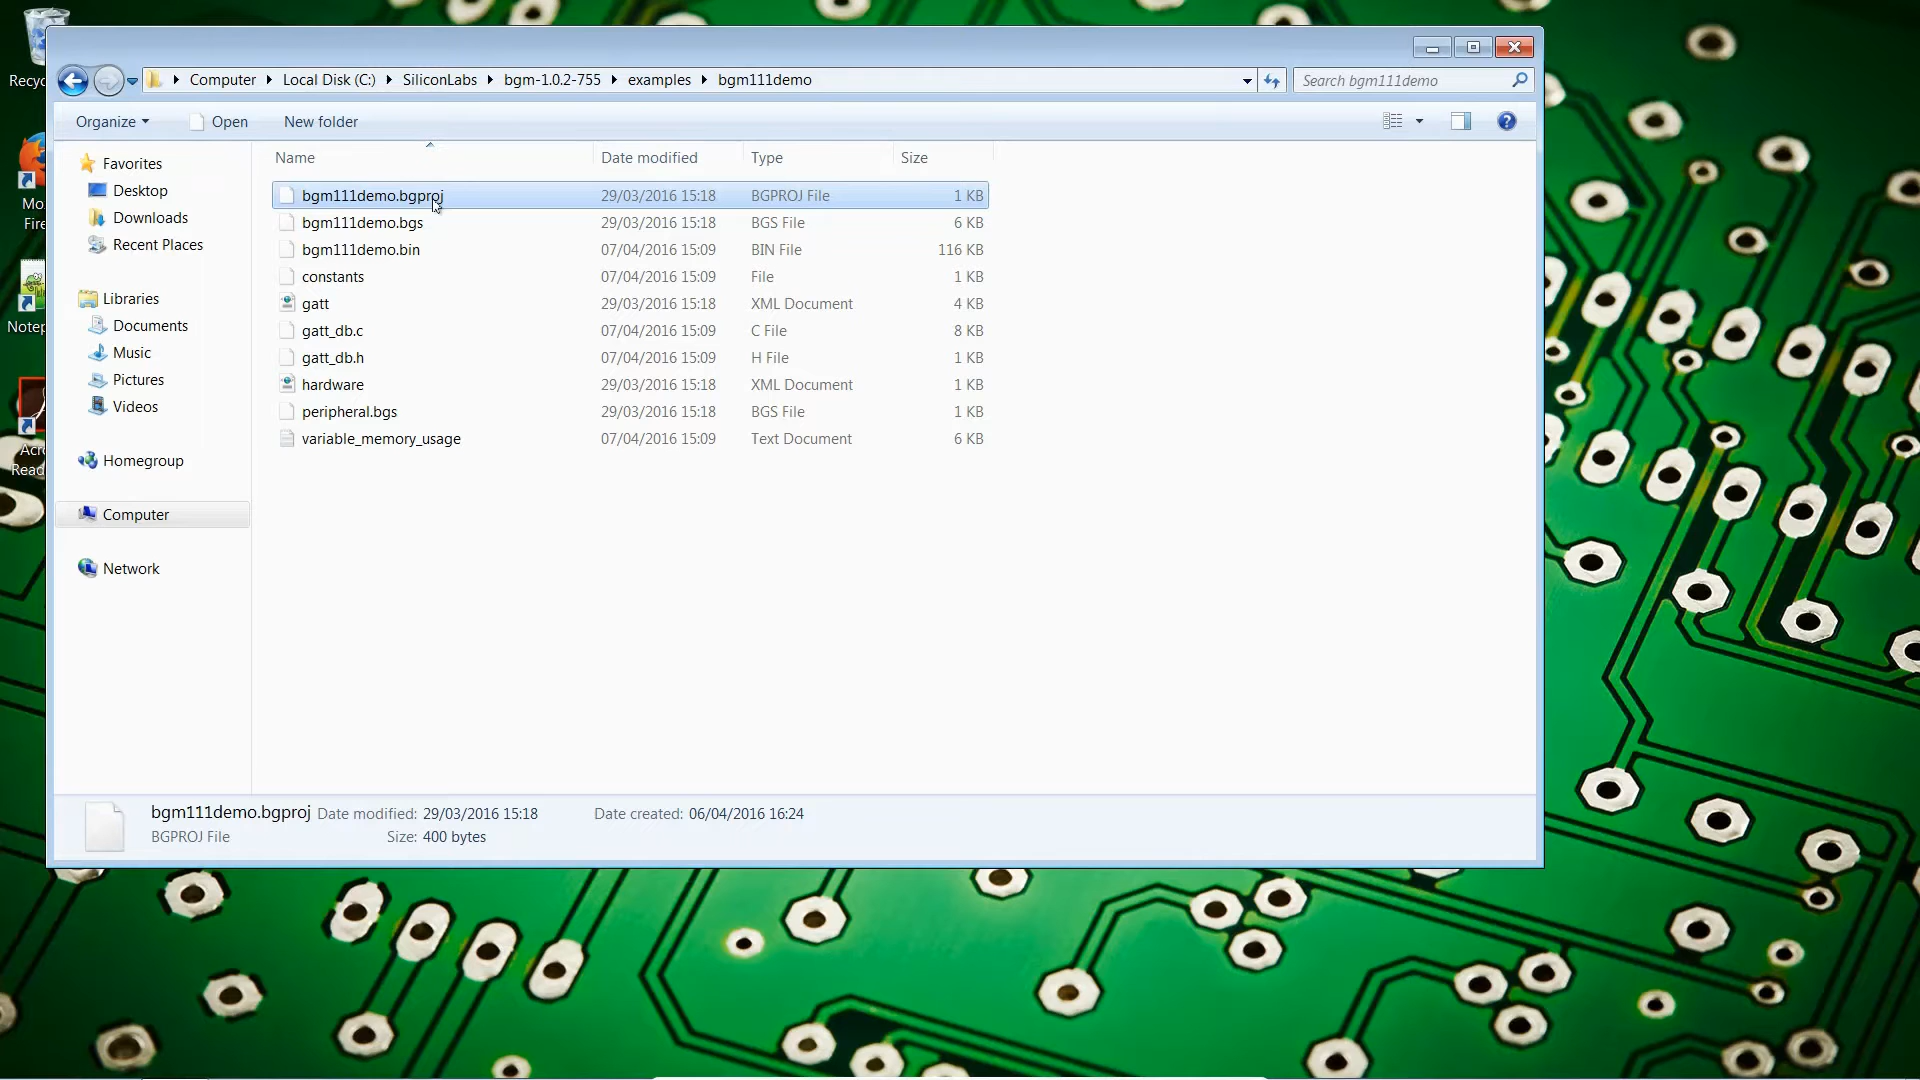 Recyc
Mo
Fire
Notep
Acr
Read
Computer
Local Disk (C:)
SiliconLabs
bgm-1.0.2-755
examples
bgm111demo
Search bgm111demo
Organize
Open
New folder
Favorites
Desktop
Downloads
Recent Places
Libraries
Documents
Music
Pictures
Videos
Homegroup
Computer
Network
Name Date modified Type Size
bgm111demo.bgproj 29/03/2016 15:18 BGPROJ File 1 KB
bgm111demo.bgs 29/03/2016 15:18 BGS File 6 KB
bgm111demo.bin 07/04/2016 15:09 BIN File 116 KB
constants 07/04/2016 15:09 File 1 KB
gatt 29/03/2016 15:18 XML Document 4 KB
gatt_db.c 07/04/2016 15:09 C File 8 KB
gatt_db.h 07/04/2016 15:09 H File 1 KB
hardware 29/03/2016 15:18 XML Document 1 KB
peripheral.bgs 29/03/2016 15:18 BGS File 1 KB
variable_memory_usage 07/04/2016 15:09 Text Document 6 KB
bgm111demo.bgproj Date modified: 29/03/2016 15:18 Date created: 06/04/2016 16:24
BGPROJ File Size: 400 bytes